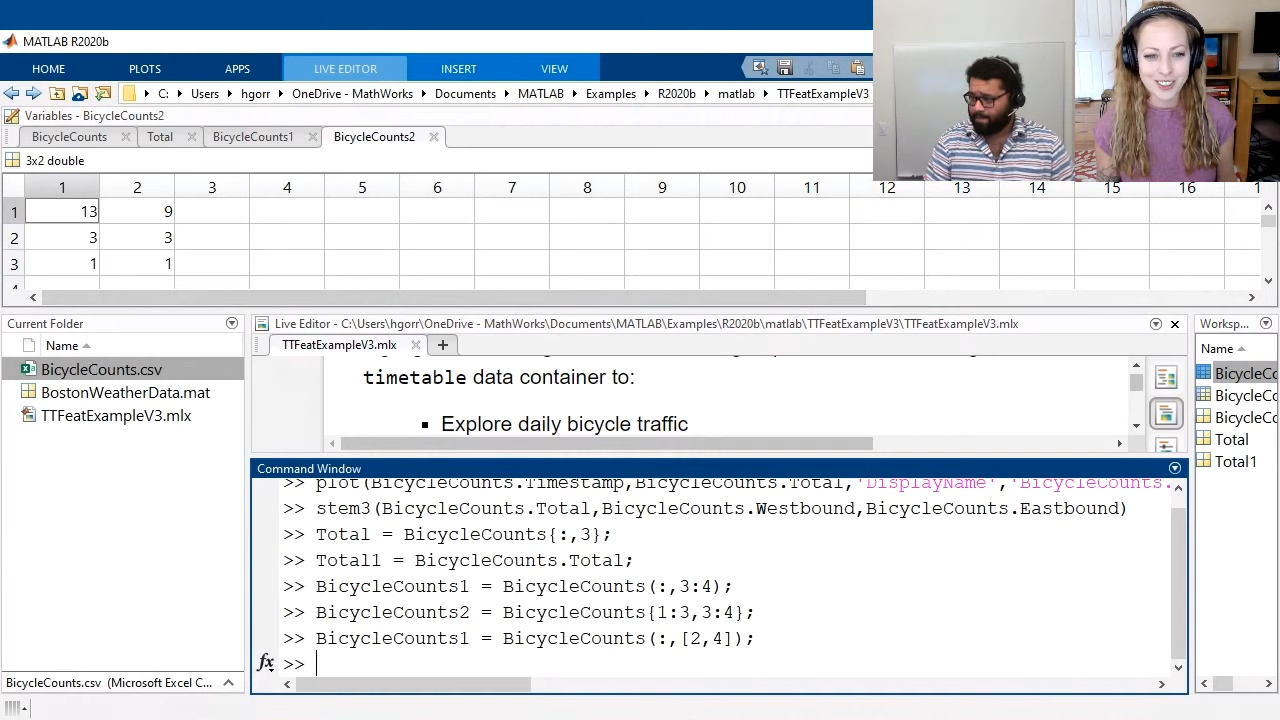 MATLAB R2020b
HOME PLOTS APPS LIVE EDITOR INSERT VIEW
C: Users hgorr OneDrive - MathWorks Documents MATLAB Examples R2020b matlab TTFeatExampleV3
Variables - BicycleCounts2
BicycleCounts Total BicycleCounts1 BicycleCounts2
3x2 double
1 2 3 4 5 6 7 8 9 10 11 12 13 14 15 16 1
1 13 9
2 3 3
3 1 1
4
Current Folder
Name
BicycleCounts.csv
BostonWeatherData.mat
TTFeatExampleV3.mlx
BicycleCounts.csv (Microsoft Excel C...
Live Editor - C:\Users\hgorr\OneDrive - MathWorks\Documents\MATLAB\Examples\R2020b\matlab\TTFeatExampleV3\TTFeatExampleV3.mlx
TTFeatExampleV3.mlx
timetable data container to:
Explore daily bicycle traffic
Command Window
>> plot(BicycleCounts.Timestamp,BicycleCounts.Total,'DisplayName','BicycleCounts.
>> stem3(BicycleCounts.Total,BicycleCounts.Westbound,BicycleCounts.Eastbound)
>> Total = BicycleCounts{:,3};
>> Total1 = BicycleCounts.Total;
>> BicycleCounts1 = BicycleCounts(:,3:4);
>> BicycleCounts2 = BicycleCounts{1:3,3:4};
>> BicycleCounts1 = BicycleCounts(:,[2,4]);
fx >>
Worksp...
Name
BicycleCo
BicycleCo
BicycleCo
Total
Total1